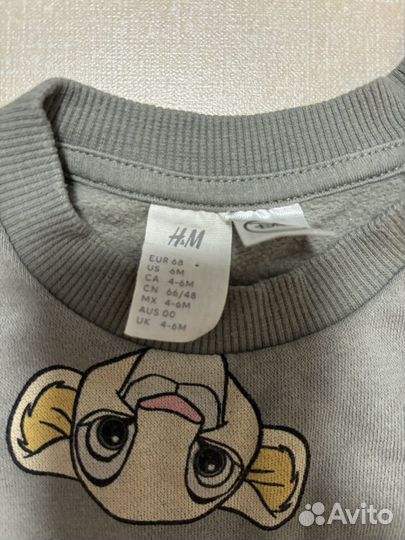 H&M
EUR 68
US 6M
CA 4-6M
CN 66/48
MX 4-6M
AUS 00
UK 4-6M
Avito